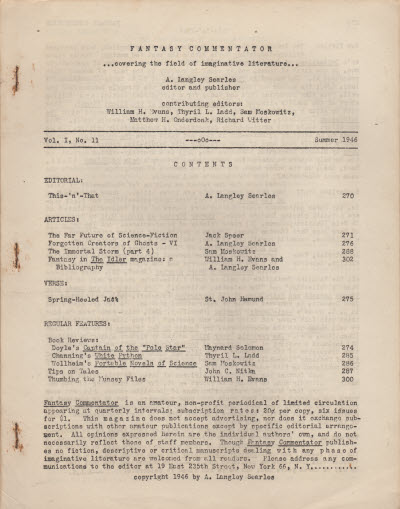 FANTASY COMMENTATOR
...covering the field of imaginative literature...
A. Langley Searles
editor and publisher
contributing editors:
William H. Evans, Thyril L. Ladd, Sam Moskowitz,
Matthew H. Onderdonk, Richard Witter
Vol. I, No. 11 ---o0o--- Summer 1946
CONTENTS
EDITORIAL:
This-'n'-That A. Langley Searles 270
ARTICLES:
The Far Future of Science-Fiction Jack Speer 271
Forgotten Creators of Ghosts - VI A. Langley Searles 276
The Immortal Storm (part 4) Sam Moskowitz 288
Fantasy in The Idler magazine: a William H. Evans and 302
Bibliography A. Langley Searles
VERSE:
Spring-Heeled Jack St. John 275
REGULAR FEATURES:
Book Reviews:
Doyle's Captain of the "Pole Star" Thyril Solomon 274
Channing's White Python Thyril L. Ladd 285
Wollheim's Portable Novels of Science Sam Moskowitz 286
Tips on Tales John C. Nitka 287
Thumbing the Munsey Files William H. Evans 300
Fantasy Commentator is an amateur, non-profit periodical of limited circulation
appearing at quarterly intervals; subscription rates: 20¢ per copy, six issues
for $1. This magazine does not accept advertising, nor does it exchange sub-
scriptions with other amateur publications except by specific editorial arrange-
ment. All opinions expressed herein are the individual authors' own, and do not
necessarily reflect those of staff members. Though Fantasy Commentator publish-
es no fiction, descriptive or critical manuscripts dealing with any phase of
imaginative literature are welcomed from all readers. Please address any com-
munications to the editor at 19 East 235th Street, New York 66, N.Y..........
copyright 1946 by A. Langley Searles